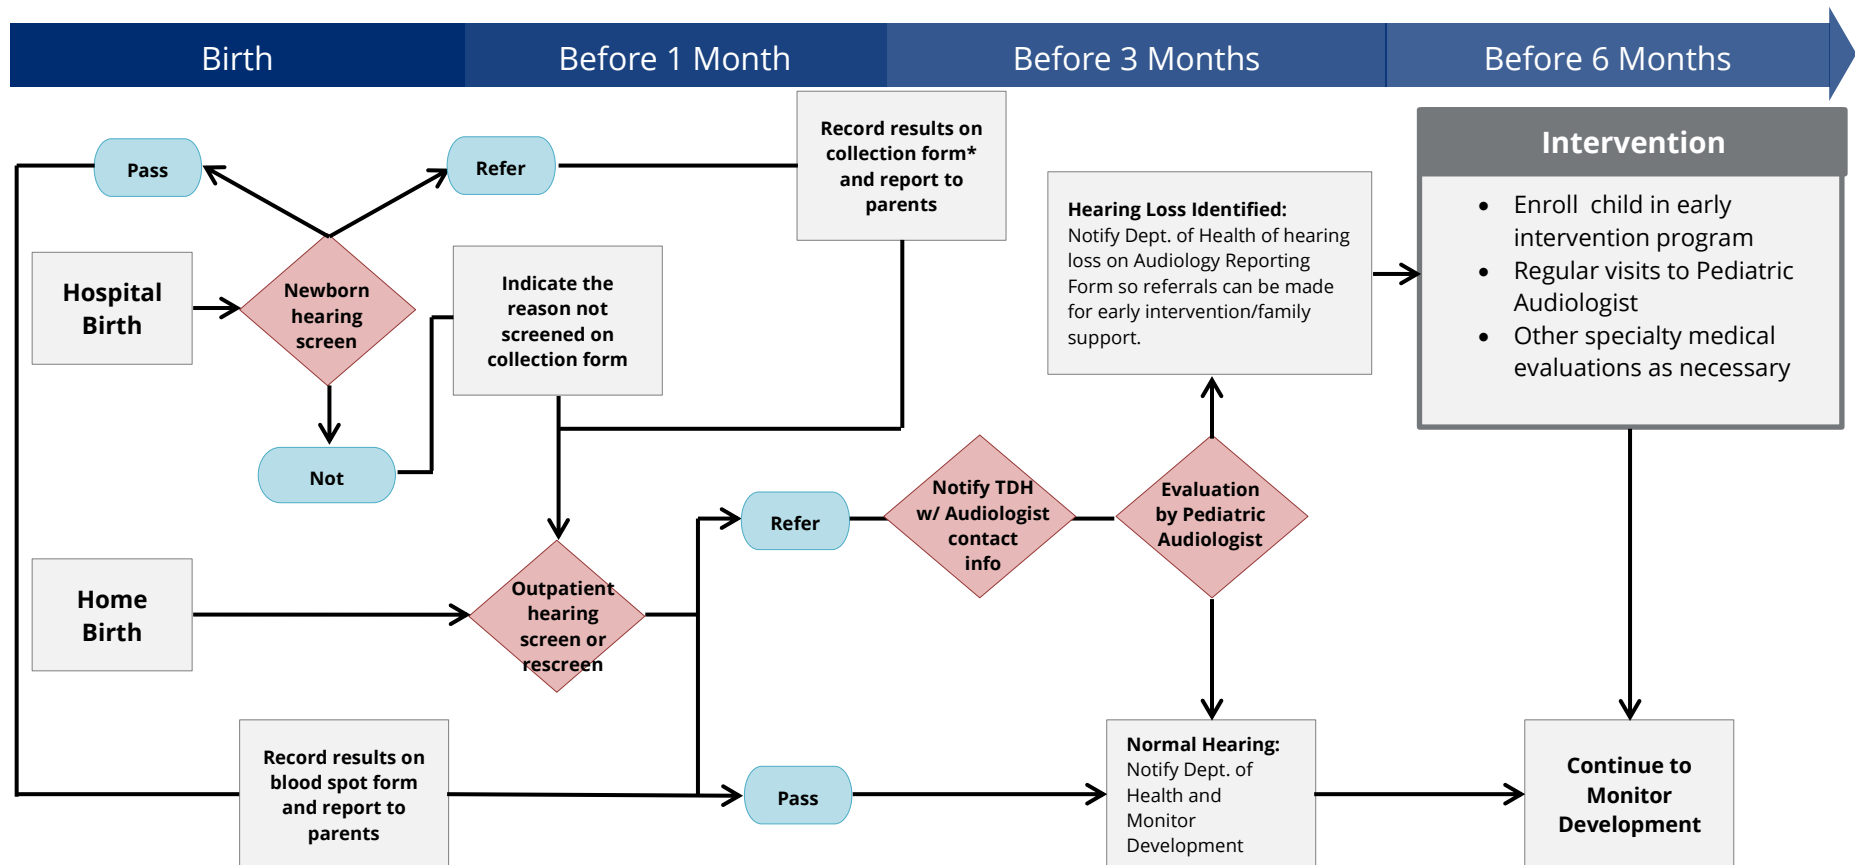 Birth
Before 1 Month
Before 3 Months
Before 6 Months
Pass
Refer
Record results on
collection form*
and report to
parents
Intervention
• Enroll child in early
intervention program
• Regular visits to Pediatric
Audiologist
• Other specialty medical
evaluations as necessary
Hearing Loss Identified:
Notify Dept. of Health of hearing
loss on Audiology Reporting
Form so referrals can be made
for early intervention/family
support.
Hospital
Birth
Newborn
hearing
screen
Indicate the
reason not
screened on
collection form
Not
Refer
Notify TDH
w/ Audiologist
contact
info
Evaluation
by Pediatric
Audiologist
Home
Birth
Outpatient
hearing
screen or
rescreen
Record results on
blood spot form
and report to
parents
Pass
Normal Hearing:
Notify Dept. of
Health and
Monitor
Development
Continue to
Monitor
Development